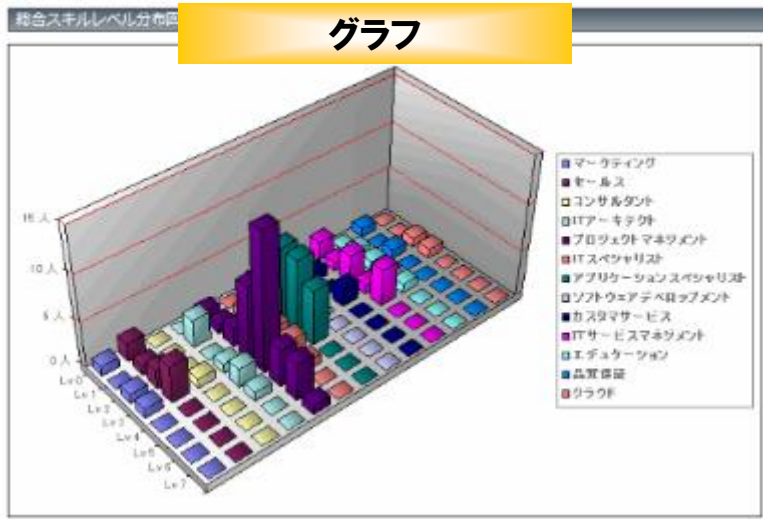 総合スキルレベル分布図
グラフ
15人
10人
5人
0人
Lv0
Lv1
Lv2
Lv3
Lv4
Lv5
Lv6
Lv7
マーケティング
セールス
コンサルタント
ITアーキテクト
プロジェクトマネジメント
ITスペシャリスト
アプリケーションスペシャリスト
ソフトウェアデベロップメント
カスタマサービス
ITサービスマネジメント
エデュケーション
品質保証
クラウド